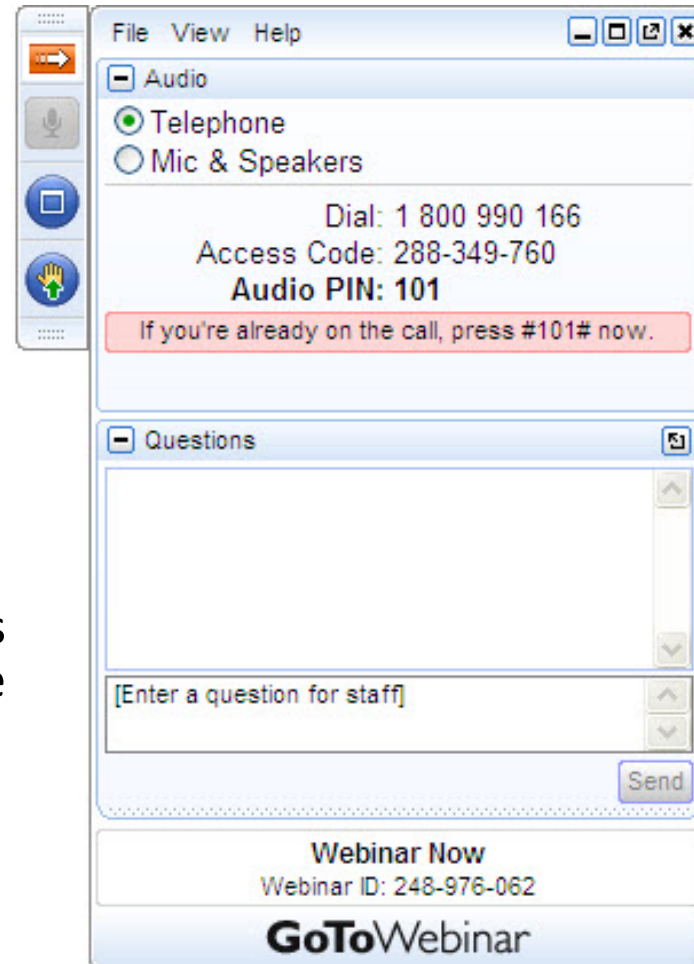 File View Help
Audio
Telephone
Mic & Speakers
Dial: 1 800 990 166
Access Code: 288-349-760
Audio PIN: 101
If you're already on the call, press #101# now.
Questions
s
e
[Enter a question for staff]
Send
Webinar Now
Webinar ID: 248-976-062
GoToWebinar